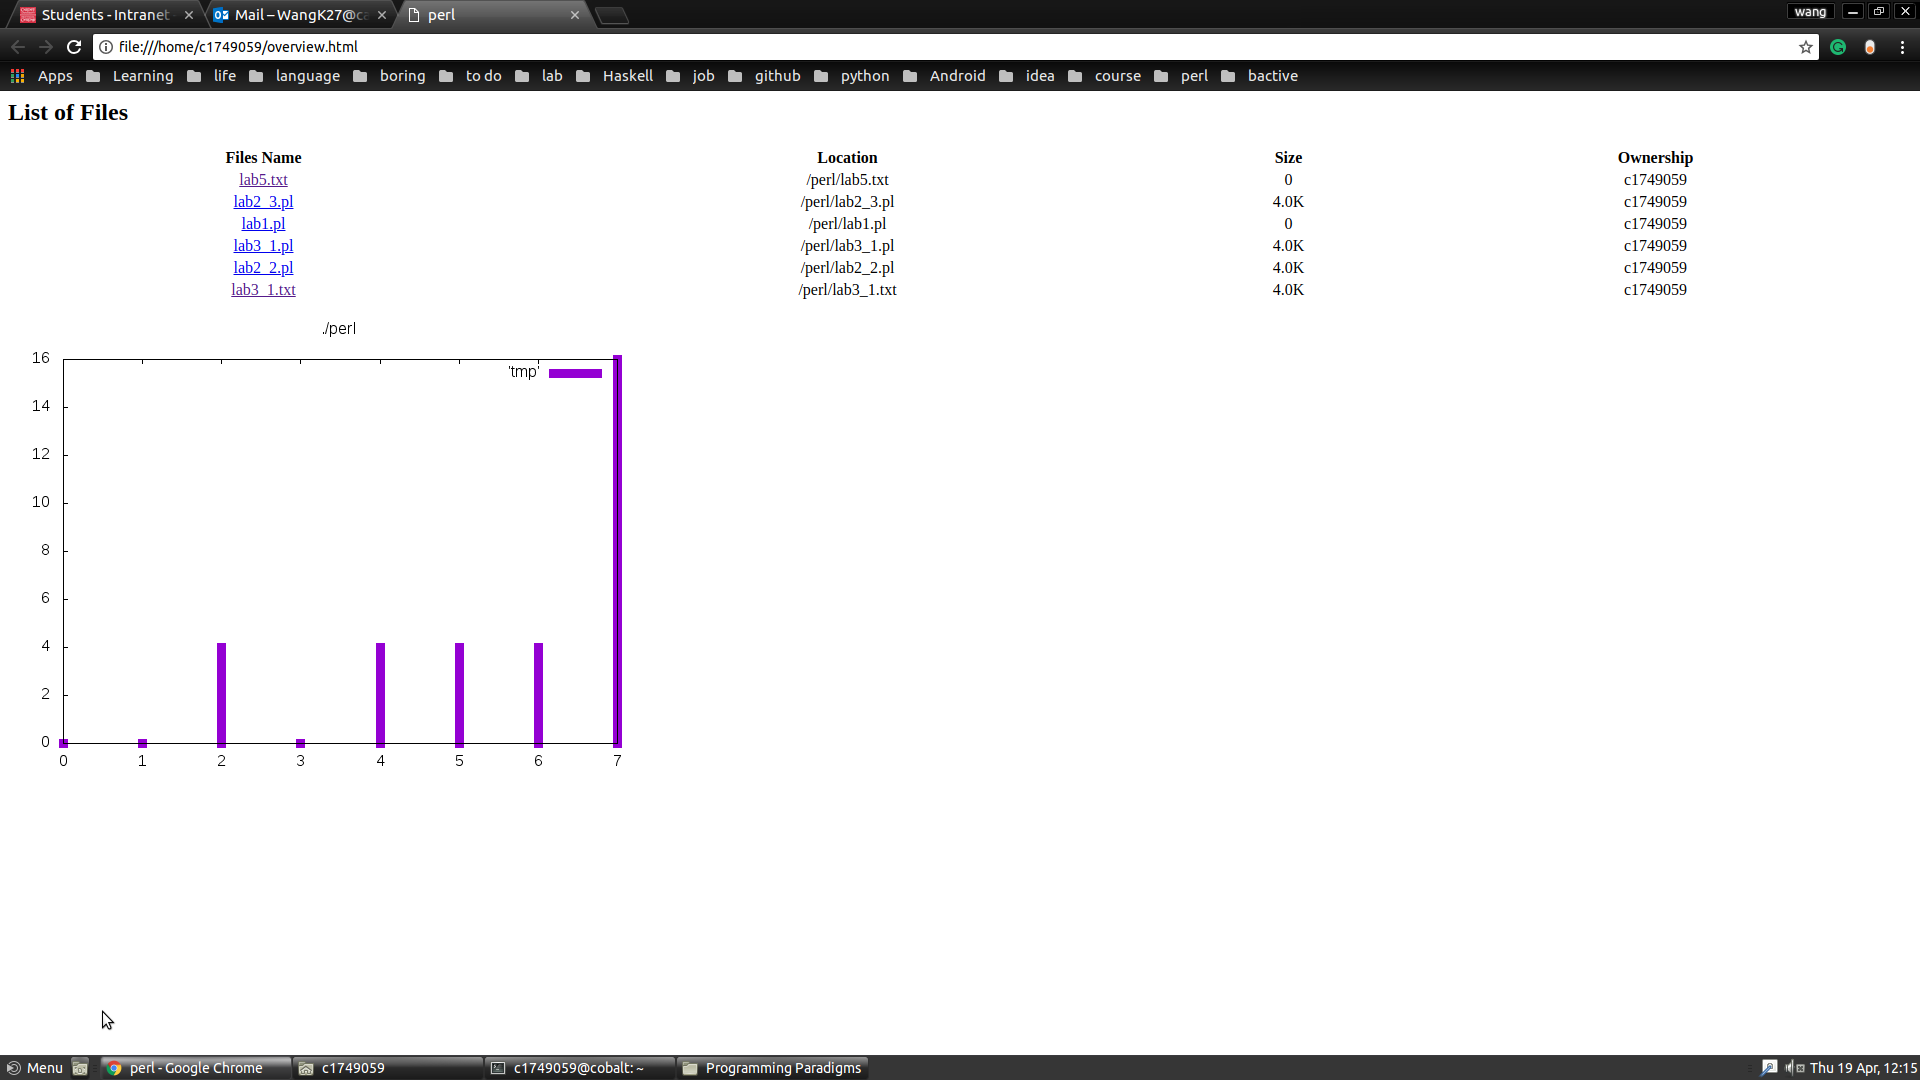 Students - Intranet
Mail – WangK27@ca
perl
wang
file:///home/c1749059/overview.html
Apps Learning life language boring to do lab Haskell job github python Android idea course perl bactive
List of Files
Files Name Location Size Ownership
lab5.txt /perl/lab5.txt 0 c1749059
lab2_3.pl /perl/lab2_3.pl 4.0K c1749059
lab1.pl /perl/lab1.pl 0 c1749059
lab3_1.pl /perl/lab3_1.pl 4.0K c1749059
lab2_2.pl /perl/lab2_2.pl 4.0K c1749059
lab3_1.txt /perl/lab3_1.txt 4.0K c1749059
./perl
'tmp'
16
14
12
10
8
6
4
2
0
0 1 2 3 4 5 6 7
Menu perl - Google Chrome c1749059 c1749059@cobalt: ~ Programming Paradigms Thu 19 Apr, 12:15